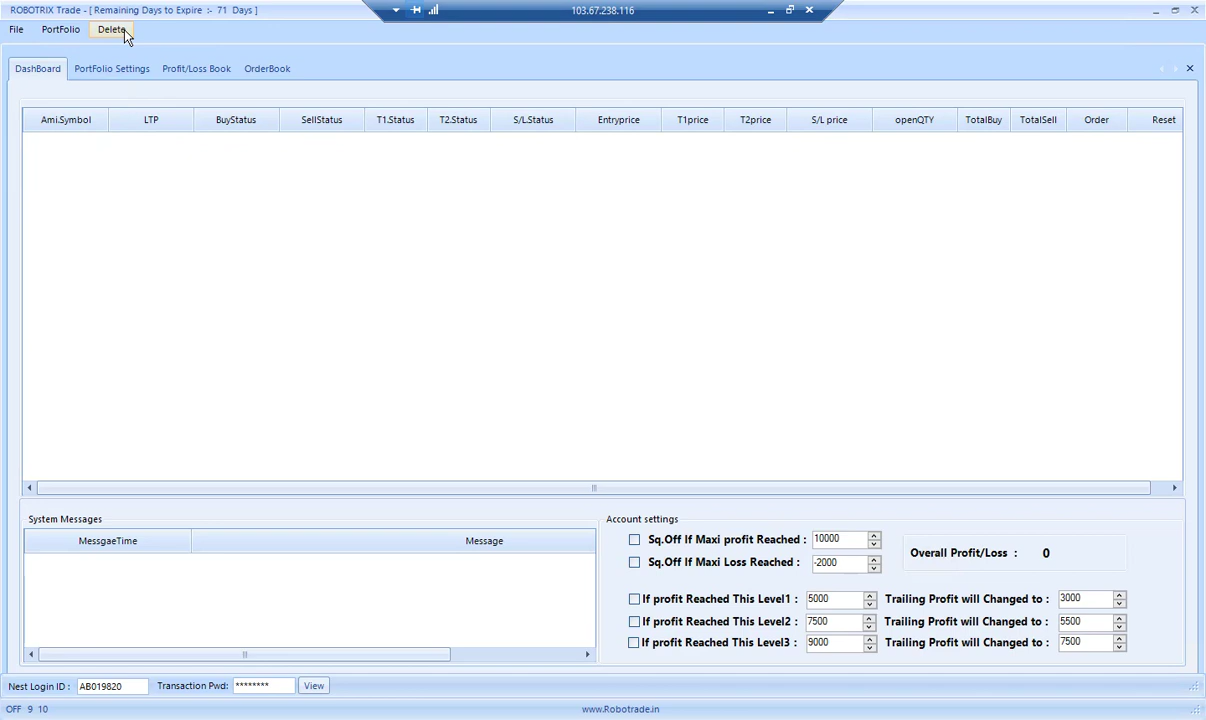 ROBOTRIX Trade - [ Remaining Days to Expire :- 71 Days ]
103.67.238.116
File PortFolio Delete
DashBoard PortFolio Settings Profit/Loss Book OrderBook
Ami.Symbol LTP BuyStatus SellStatus T1.Status T2.Status S/L.Status Entryprice T1price T2price S/L price openQTY TotalBuy TotalSell Order Reset
System Messages
MessgaeTime Message
Account settings
Sq.Off If Maxi profit Reached : 10000
Sq.Off If Maxi Loss Reached : -2000
Overall Profit/Loss : 0
If profit Reached This Level1 : 5000 Trailing Profit will Changed to : 3000
If profit Reached This Level2 : 7500 Trailing Profit will Changed to : 5500
If profit Reached This Level3 : 9000 Trailing Profit will Changed to : 7500
Nest Login ID : AB019820 Transaction Pwd: ******** View
OFF 9 10 www.Robotrade.in